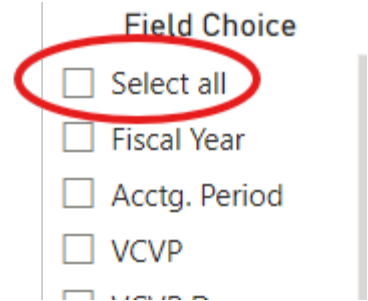 Field Choice
Select all
Fiscal Year
Acctg. Period
VCVP